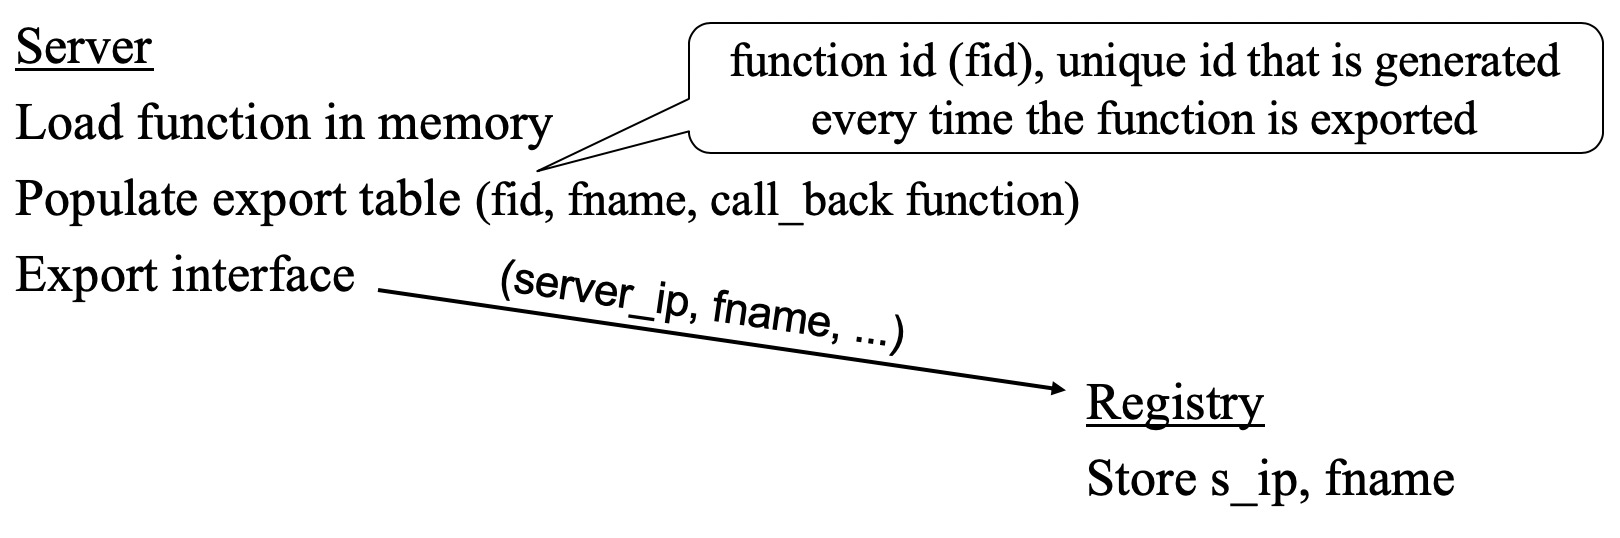 Server
function id (fid), unique id that is generated
every time the function is exported
Load function in memory
Populate export table (fid, fname, call_back function)
Export interface
(server_ip, fname, ...)
Registry
Store s_ip, fname